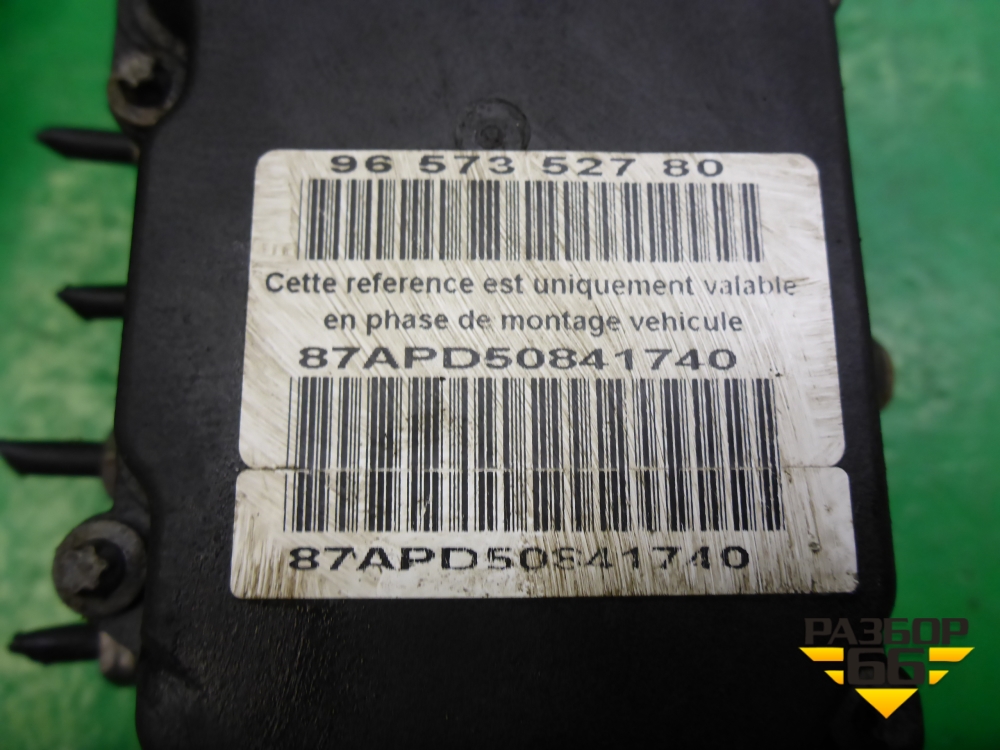 96 573 527 80
Cette reference est uniquement valable
en phase de montage vehicule
87APD50841740
87APD50841740
РАЗБОР
66